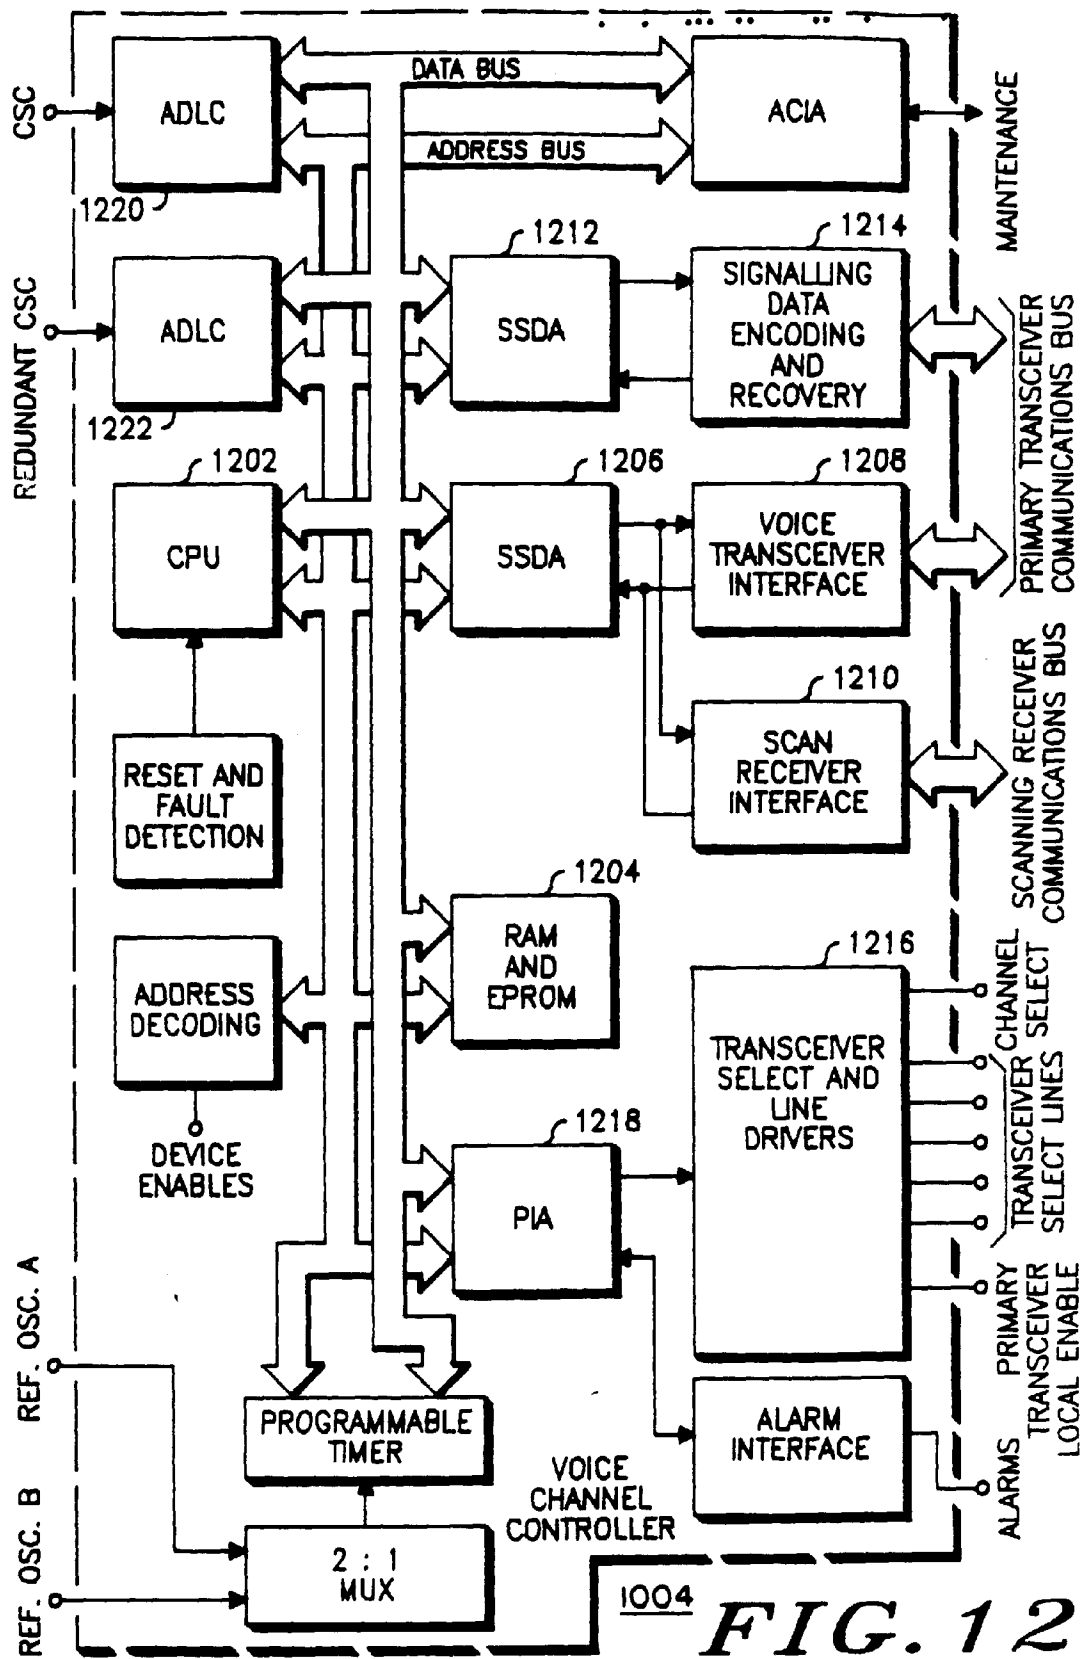 CSC
ADLC
1220
DATA BUS
ADDRESS BUS
ACIA
MAINTENANCE
REDUNDANT CSC
ADLC
1222
1212
SSDA
1214
SIGNALLING
DATA
ENCODING
AND
RECOVERY
PRIMARY TRANSCEIVER
COMMUNICATIONS BUS
1202
CPU
1206
SSDA
1208
VOICE
TRANSCEIVER
INTERFACE
RESET AND
FAULT
DETECTION
1210
SCAN
RECEIVER
INTERFACE
SCANNING RECEIVER
COMMUNICATIONS BUS
ADDRESS
DECODING
DEVICE
ENABLES
1204
RAM
AND
EPROM
1216
TRANSCEIVER
SELECT AND
LINE
DRIVERS
CHANNEL
SELECT
TRANSCEIVER
SELECT LINES
1218
PIA
PRIMARY
TRANSCEIVER
LOCAL ENABLE
REF. OSC. A
PROGRAMMABLE
TIMER
ALARM
INTERFACE
ALARMS
REF. OSC. B
2 : 1
MUX
VOICE
CHANNEL
CONTROLLER
1004
FIG. 12